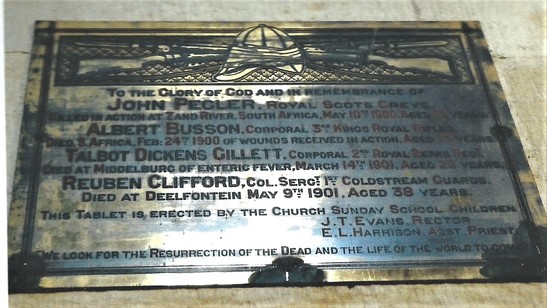 TO THE GLORY OF GOD AND IN REMEMBRANCE OF
JOHN PEGLER, ROYAL SCOTS GREYS,
KILLED IN ACTION AT ZAND RIVER, SOUTH AFRICA, MAY 10TH 1900. AGED YEARS.
ALBERT BUSSON, CORPORAL 3RD KINGS ROYAL RIFLES,
DIED, S. AFRICA, FEB: 24TH 1900 OF WOUNDS RECEIVED IN ACTION, AGED YEARS.
TALBOT DICKENS GILLETT, CORPORAL 2ND ROYAL BERKS REGT.
DIED AT MIDDELBURG OF ENTERIC FEVER, MARCH 14TH 1901, AGED YEARS.
REUBEN CLIFFORD, COL. SERGT. 1ST COLDSTREAM GUARDS.
DIED AT DEELFONTEIN MAY 9TH 1901. AGED 38 YEARS.
THIS TABLET IS ERECTED BY THE CHURCH SUNDAY SCHOOL CHILDREN
J.T. EVANS, RECTOR
E.L. HARRISON, ASST. PRIEST
"WE LOOK FOR THE RESURRECTION OF THE DEAD AND THE LIFE OF THE WORLD TO COME